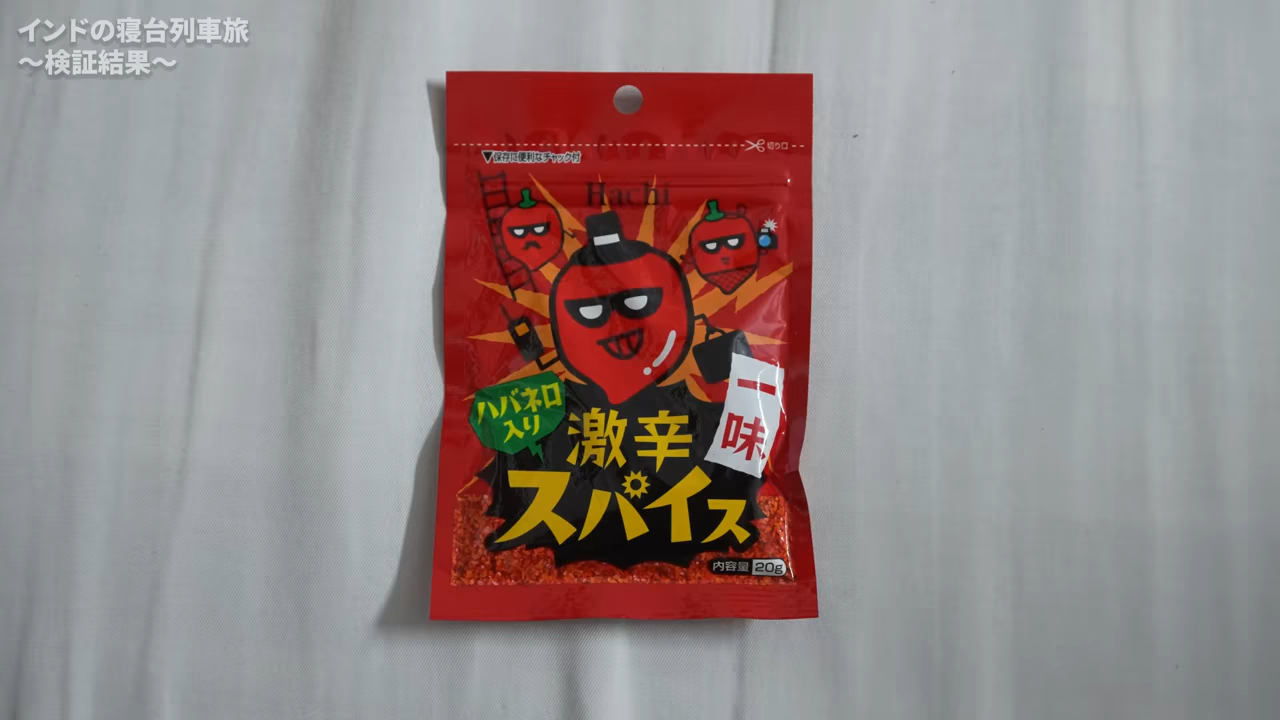 インドの寝台列車旅
～検証結果～
切り口
▼保存に便利なチャック付
Hachi
ハバネロ
入り
激辛
スパイス
一味
内容量 20g